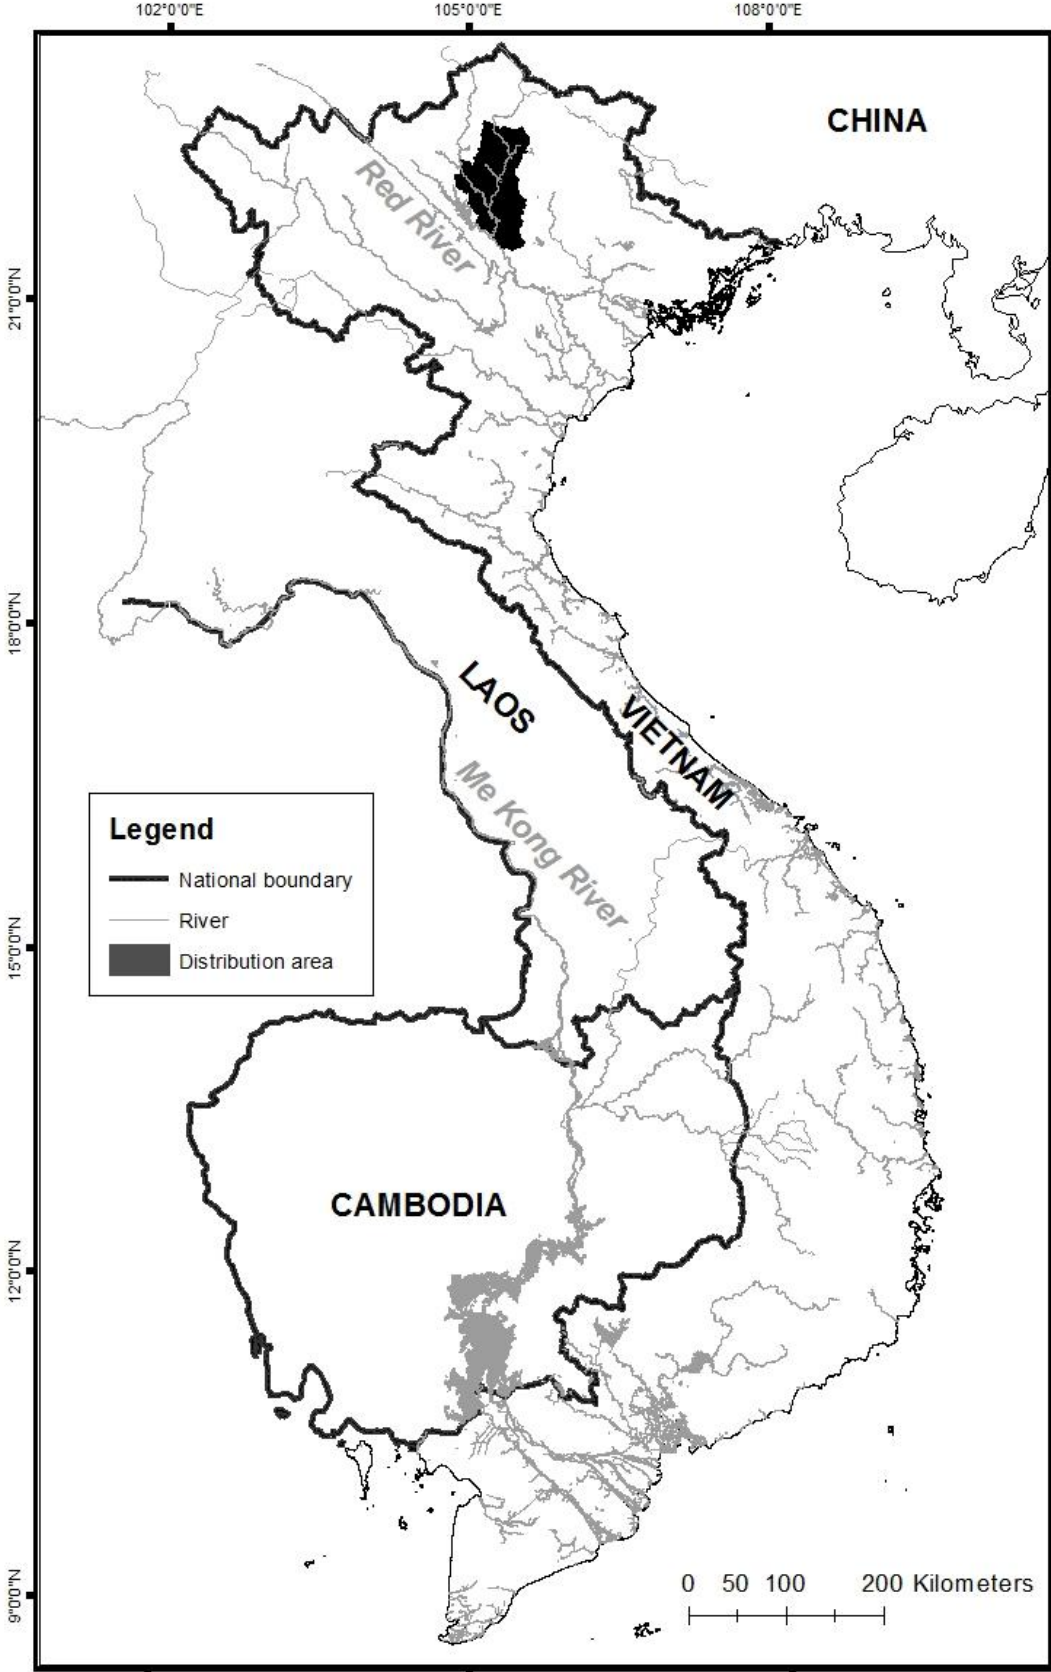 102°0'0"E 105°0'0"E 108°0'0"E
CHINA
Red River
21°0'0"N
18°0'0"N
LAOS
VIETNAM
Me Kong River
Legend
National boundary
River
Distribution area
15°0'0"N
CAMBODIA
12°0'0"N
9°0'0"N
0 50 100 200 Kilometers